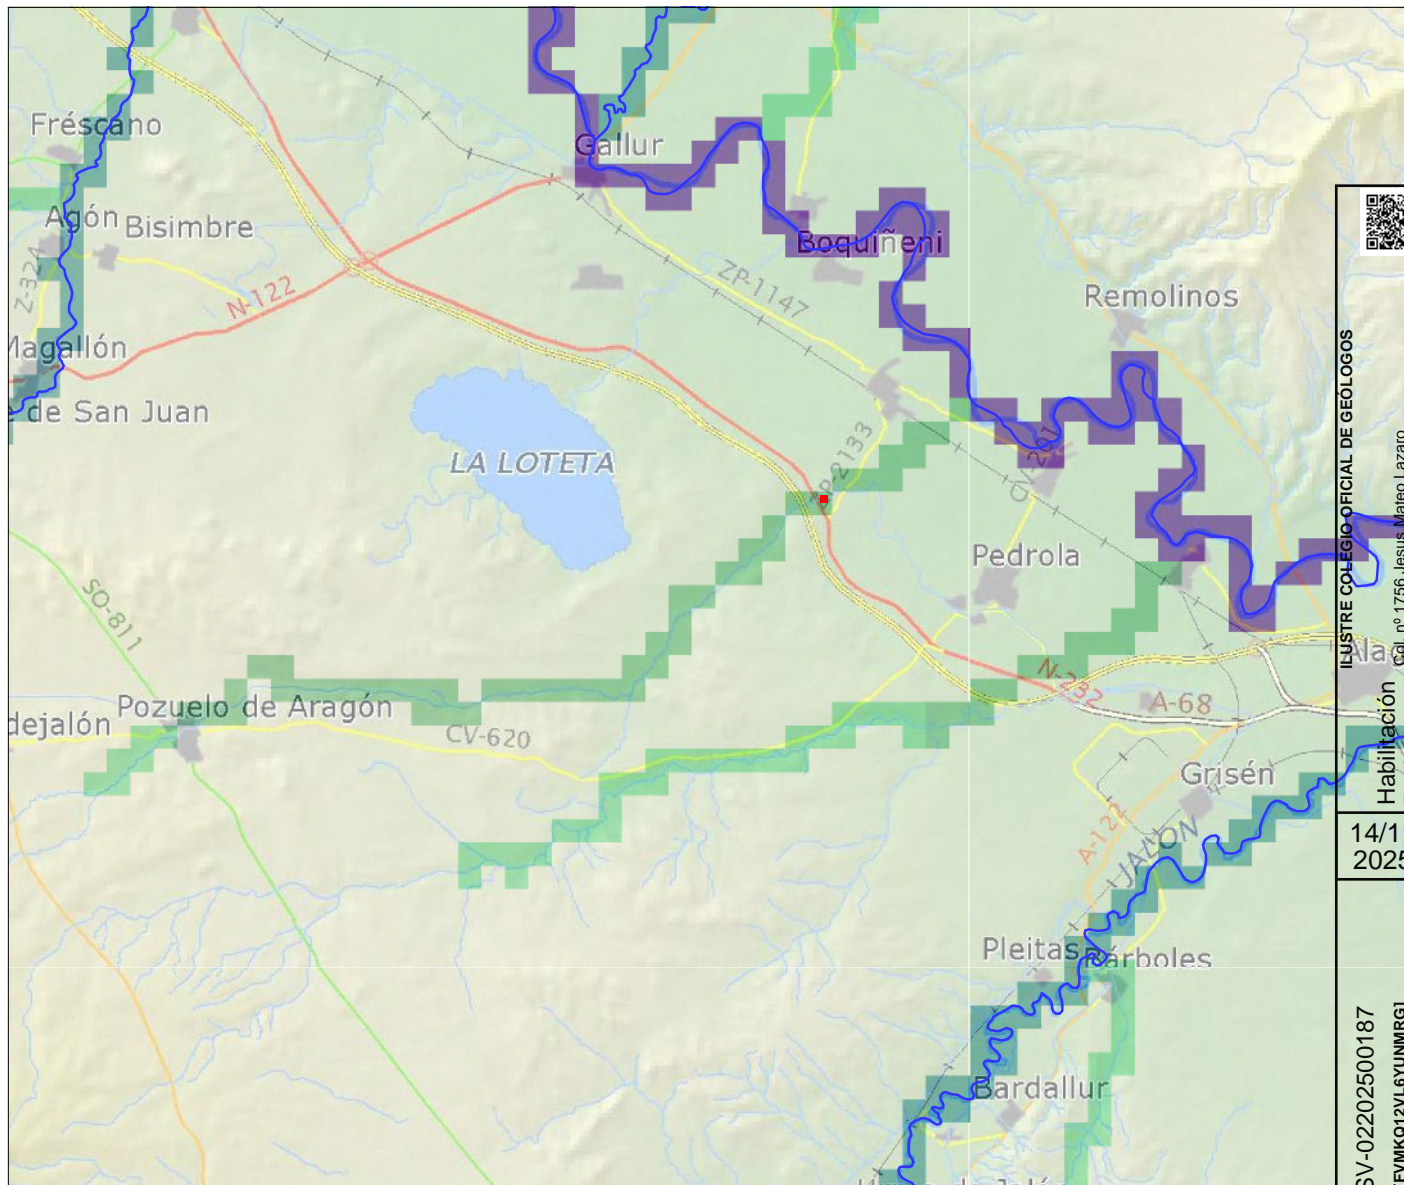 Fréscano
Gallur
Agón
Bisimbre
Boquiñeni
Z-324
N-122
ZP-1147
Remolinos
Magallón
e de San Juan
LA LOTETA
CV-201
Pedrola
SO-811
N-232
Alag
Pozuelo de Aragón
A-68
dejalón
CV-620
Grisén
A-122
JALÓN
Pleitas
Bárboles
Bardallur
ILUSTRE COLEGIO OFICIAL DE GEÓLOGOS
Habilitación
Col. nº 1756 Jesus Mateo Lazaro
14/1
2025
SV-02202500187